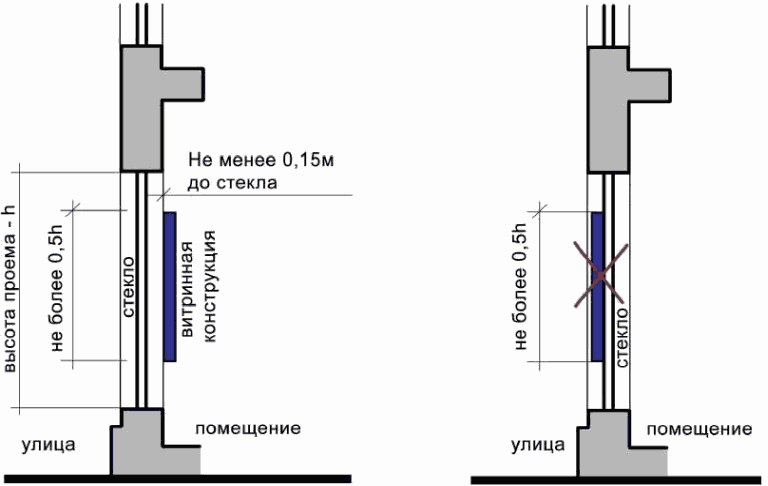 Не менее 0,15м
до стекла
высота проема - h
не более 0,5h
стекло
витринная
конструкция
улица
помещение
не более 0,5h
стекло
улица
помещение